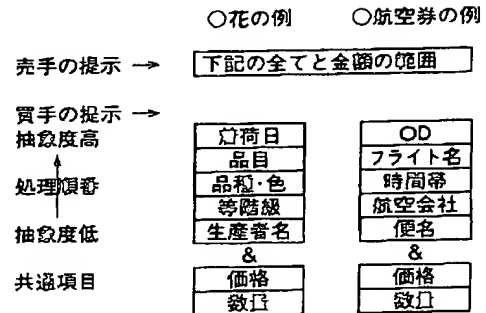 ○花の例 ○航空券の例
売手の提示 → 下記の全てと金額の範囲
買手の提示 →
抽象度高 荷日 OD
品目 フライト名
処理順番 品種・色 時間帯
等階級 航空会社
抽象度低 生産者名 便名
& &
共通項目 価格 価格
数量 数量